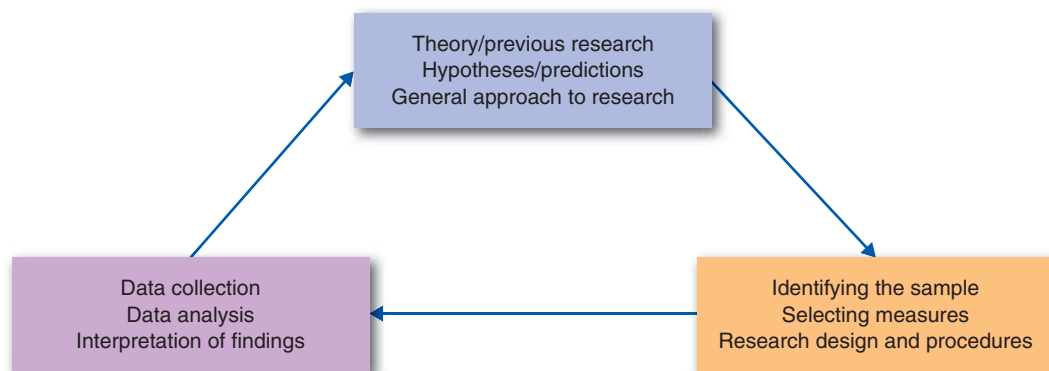 Theory/previous research
Hypotheses/predictions
General approach to research
Identifying the sample
Selecting measures
Research design and procedures
Data collection
Data analysis
Interpretation of findings